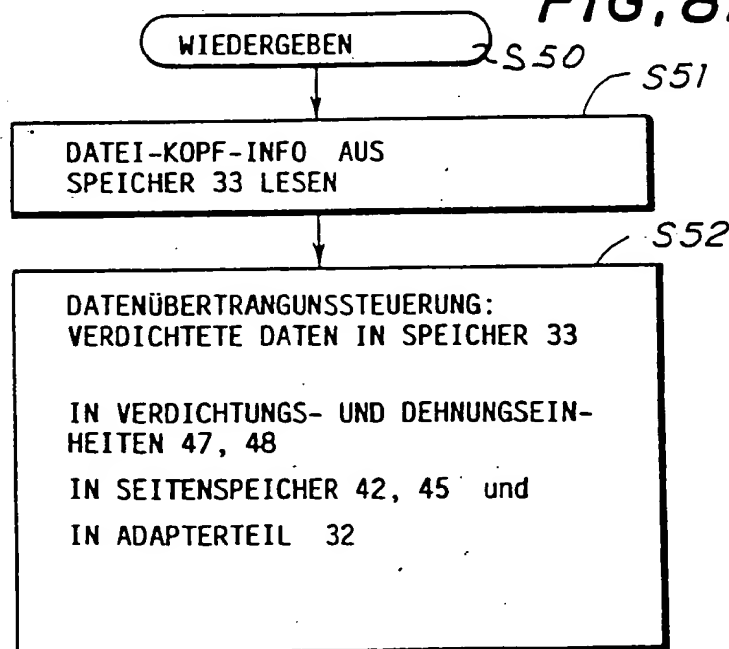 FIG. 8
WIEDERGEBEN
S50
S51
DATEI-KOPF-INFO AUS
SPEICHER 33 LESEN
S52
DATENÜBERTRANGUNSSTEUERUNG:
VERDICHTETE DATEN IN SPEICHER 33
IN VERDICHTUNGS- UND DEHNUNGSEIN-
HEITEN 47, 48
IN SEITENSPEICHER 42, 45 und
IN ADAPTERTEIL 32